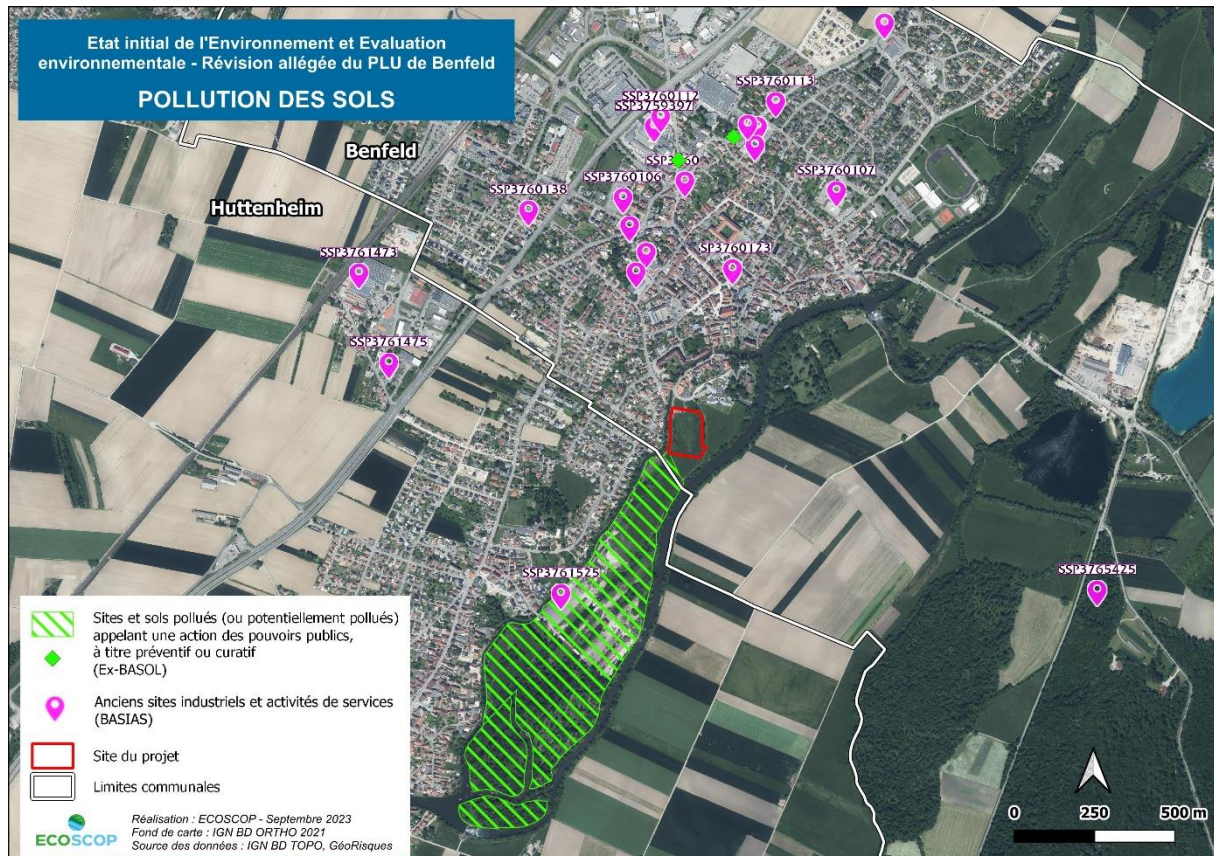 Etat initial de l'Environnement et Evaluation
environnementale - Révision allégée du PLU de Benfeld
POLLUTION DES SOLS
SSP3760113
SSP3760112
SSP3759397
Benfeld
SSP3760138
SSP3760106
SSP3760107
Huttenheim
SSP3761473
SP3760123
SSP3761475
SSP3761525
SSP3765425
Sites et sols pollués (ou potentiellement pollués)
appelant une action des pouvoirs publics,
à titre préventif ou curatif
(Ex-BASOL)
Anciens sites industriels et activités de services
(BASIAS)
Site du projet
Limites communales
ECOSCOP
Réalisation : ECOSCOP - Septembre 2023
Fond de carte : IGN BD ORTHO 2021
Source des données : IGN BD TOPO, GéoRisques
0 250 500 m